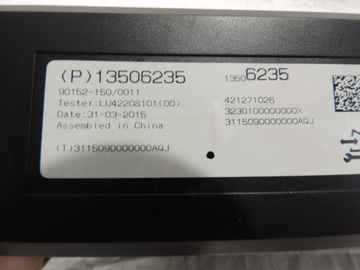 (P)13506235
13506235
90152-150/0011
Tester:LU42208101(00)
421271026
Date:31-03-2015
3230100000000X
Assembled in China
3115090000000AQJ
(T)3115090000000AQJ